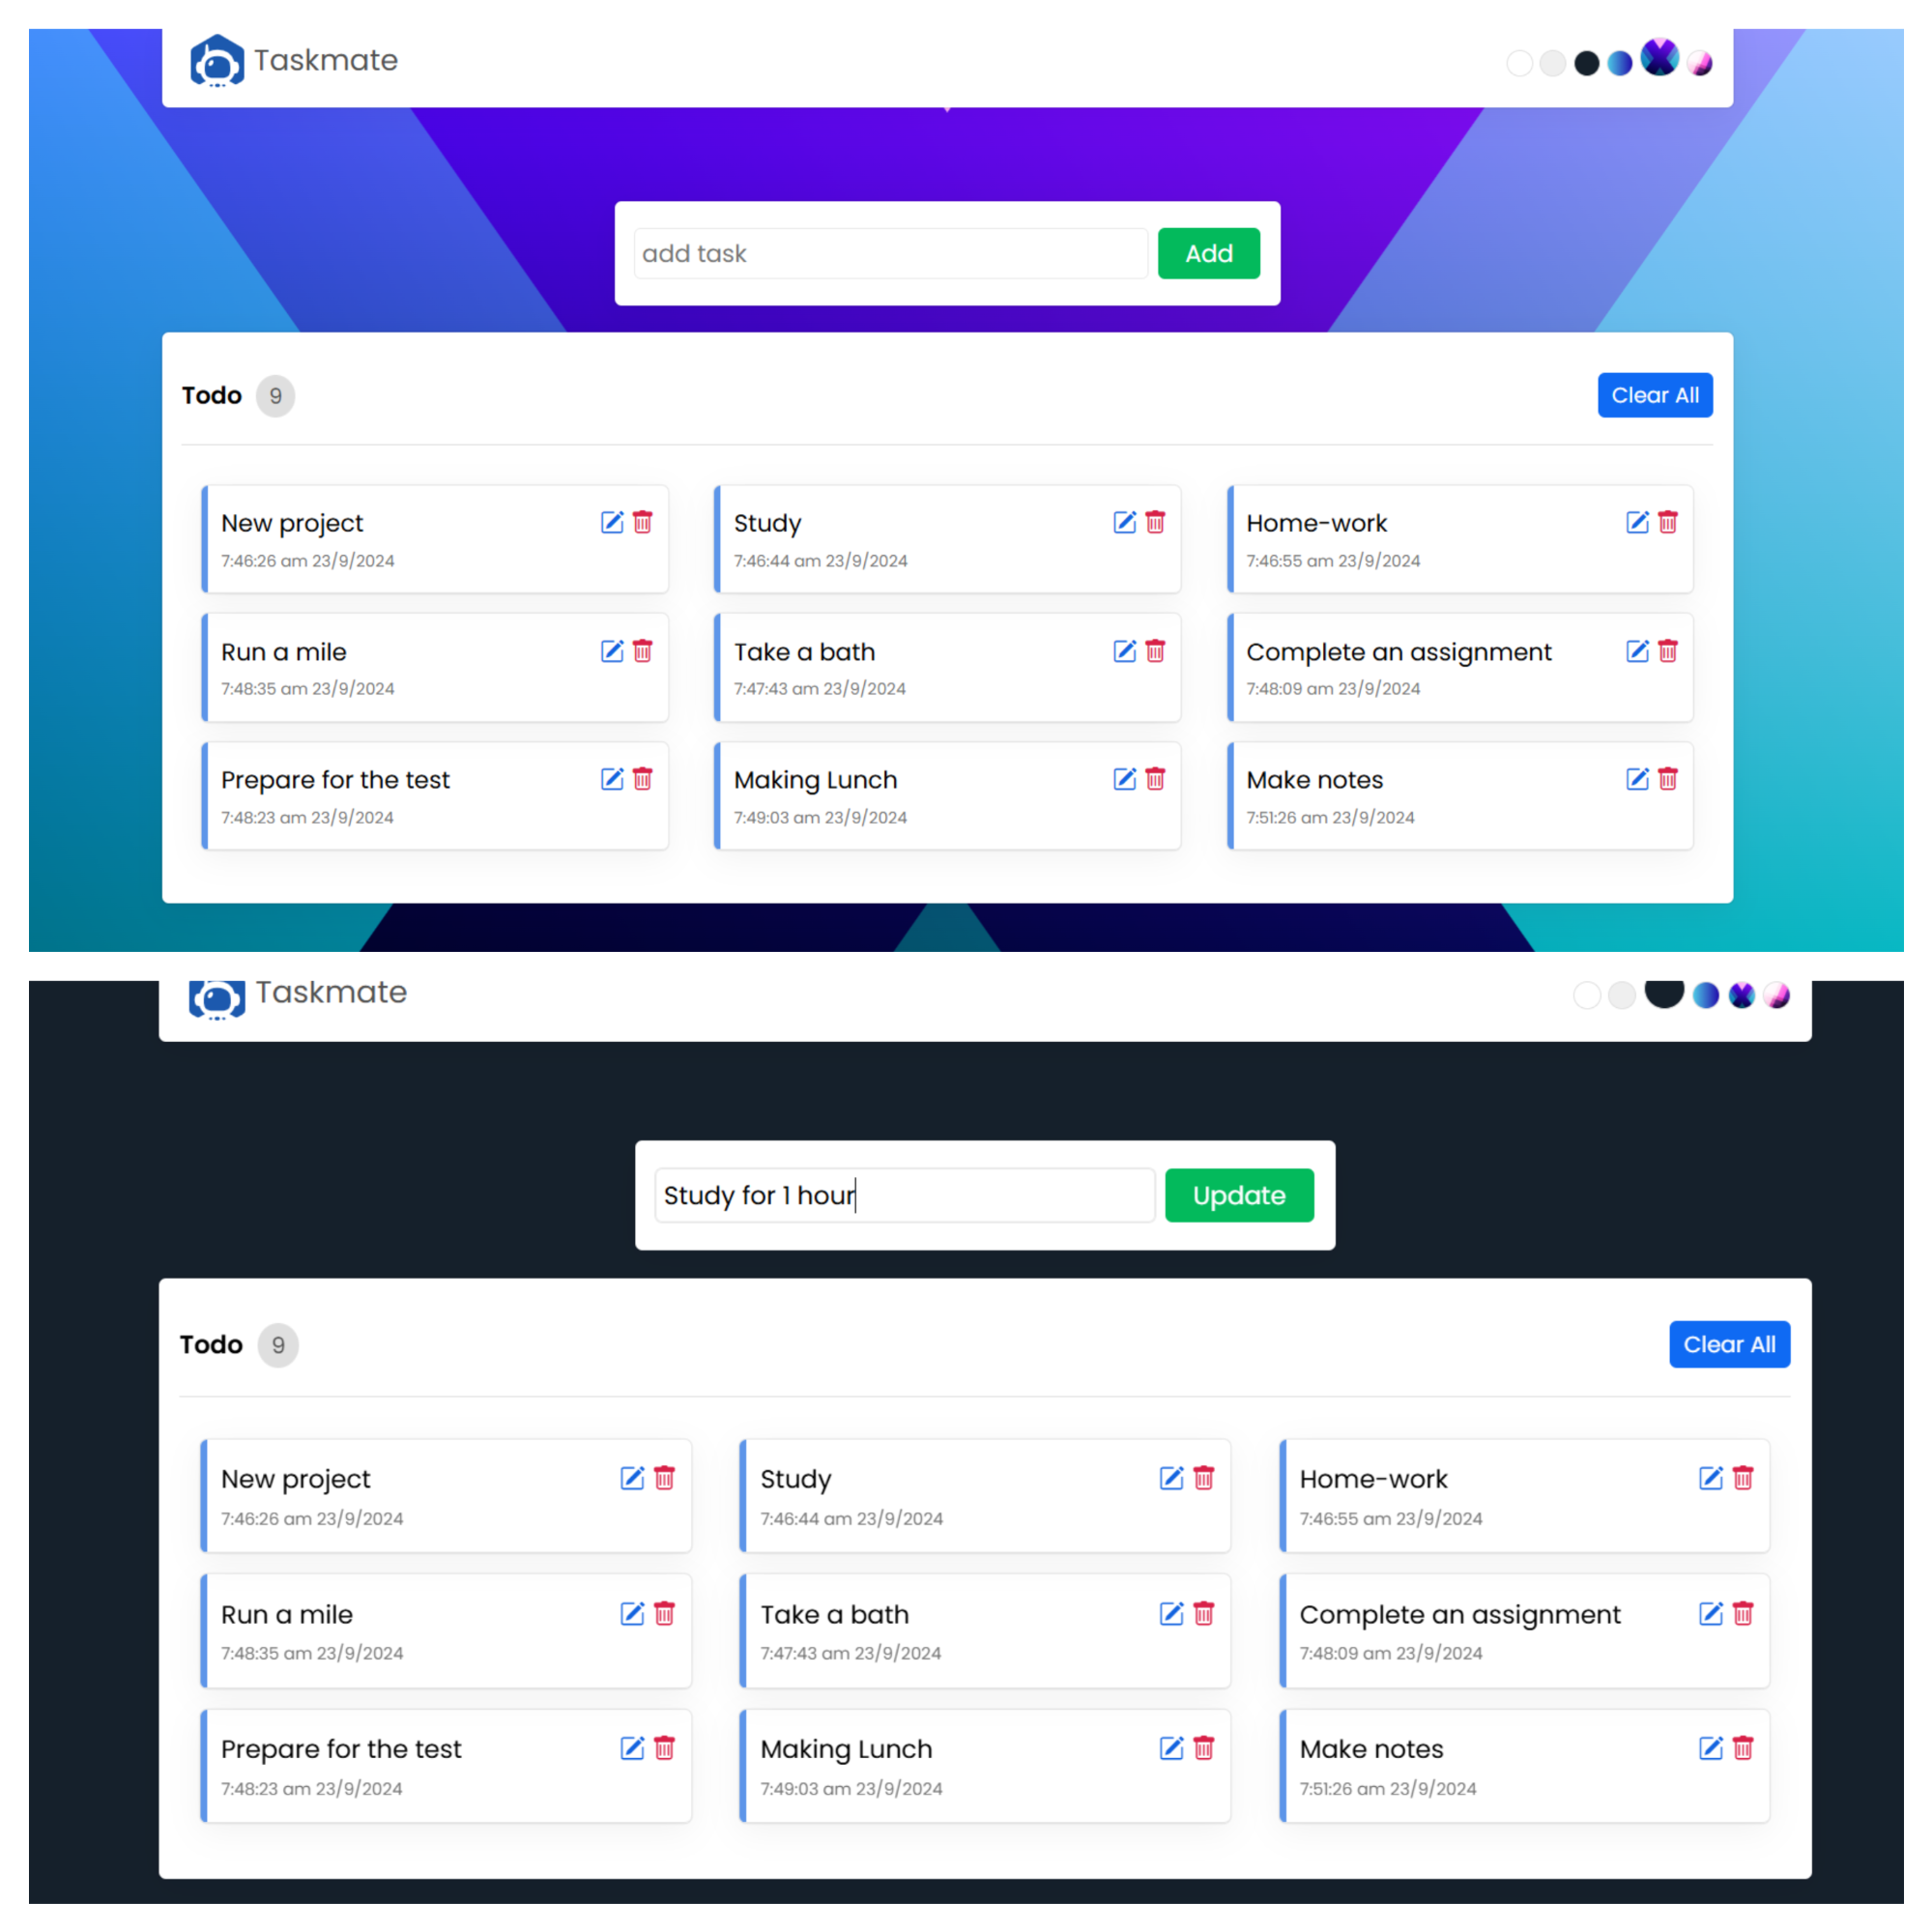 Taskmate
add task Add
Todo 9 Clear All
New project Study Home-work
7:46:26 am 23/9/2024 7:46:44 am 23/9/2024 7:46:55 am 23/9/2024
Run a mile Take a bath Complete an assignment
7:48:35 am 23/9/2024 7:47:43 am 23/9/2024 7:48:09 am 23/9/2024
Prepare for the test Making Lunch Make notes
7:48:23 am 23/9/2024 7:49:03 am 23/9/2024 7:51:26 am 23/9/2024
Taskmate
Study for 1 hour Update
Todo 9 Clear All
New project Study Home-work
7:46:26 am 23/9/2024 7:46:44 am 23/9/2024 7:46:55 am 23/9/2024
Run a mile Take a bath Complete an assignment
7:48:35 am 23/9/2024 7:47:43 am 23/9/2024 7:48:09 am 23/9/2024
Prepare for the test Making Lunch Make notes
7:48:23 am 23/9/2024 7:49:03 am 23/9/2024 7:51:26 am 23/9/2024